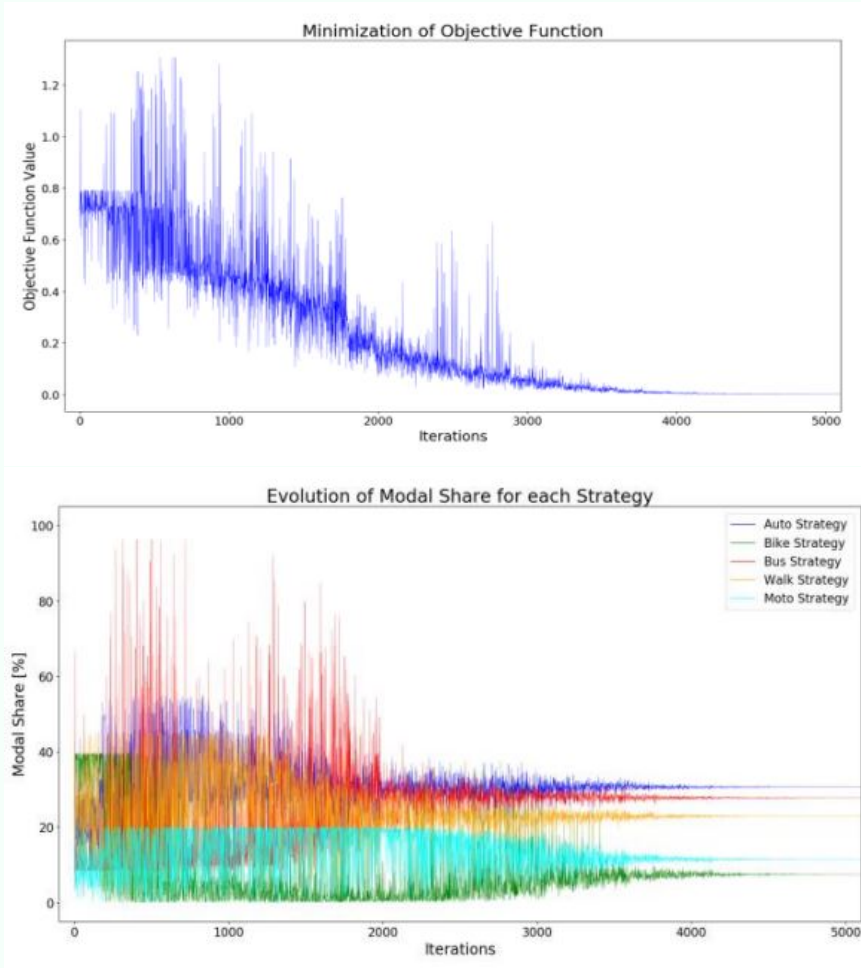 Minimization of Objective Function
1.2
1.0
0.8
0.6
0.4
0.2
0.0
Objective Function Value
0 1000 2000 3000 4000 5000
Iterations
Evolution of Modal Share for each Strategy
100
80
60
40
20
0
Modal Share [%]
Auto Strategy
Bike Strategy
Bus Strategy
Walk Strategy
Moto Strategy
0 1000 2000 3000 4000 5000
Iterations